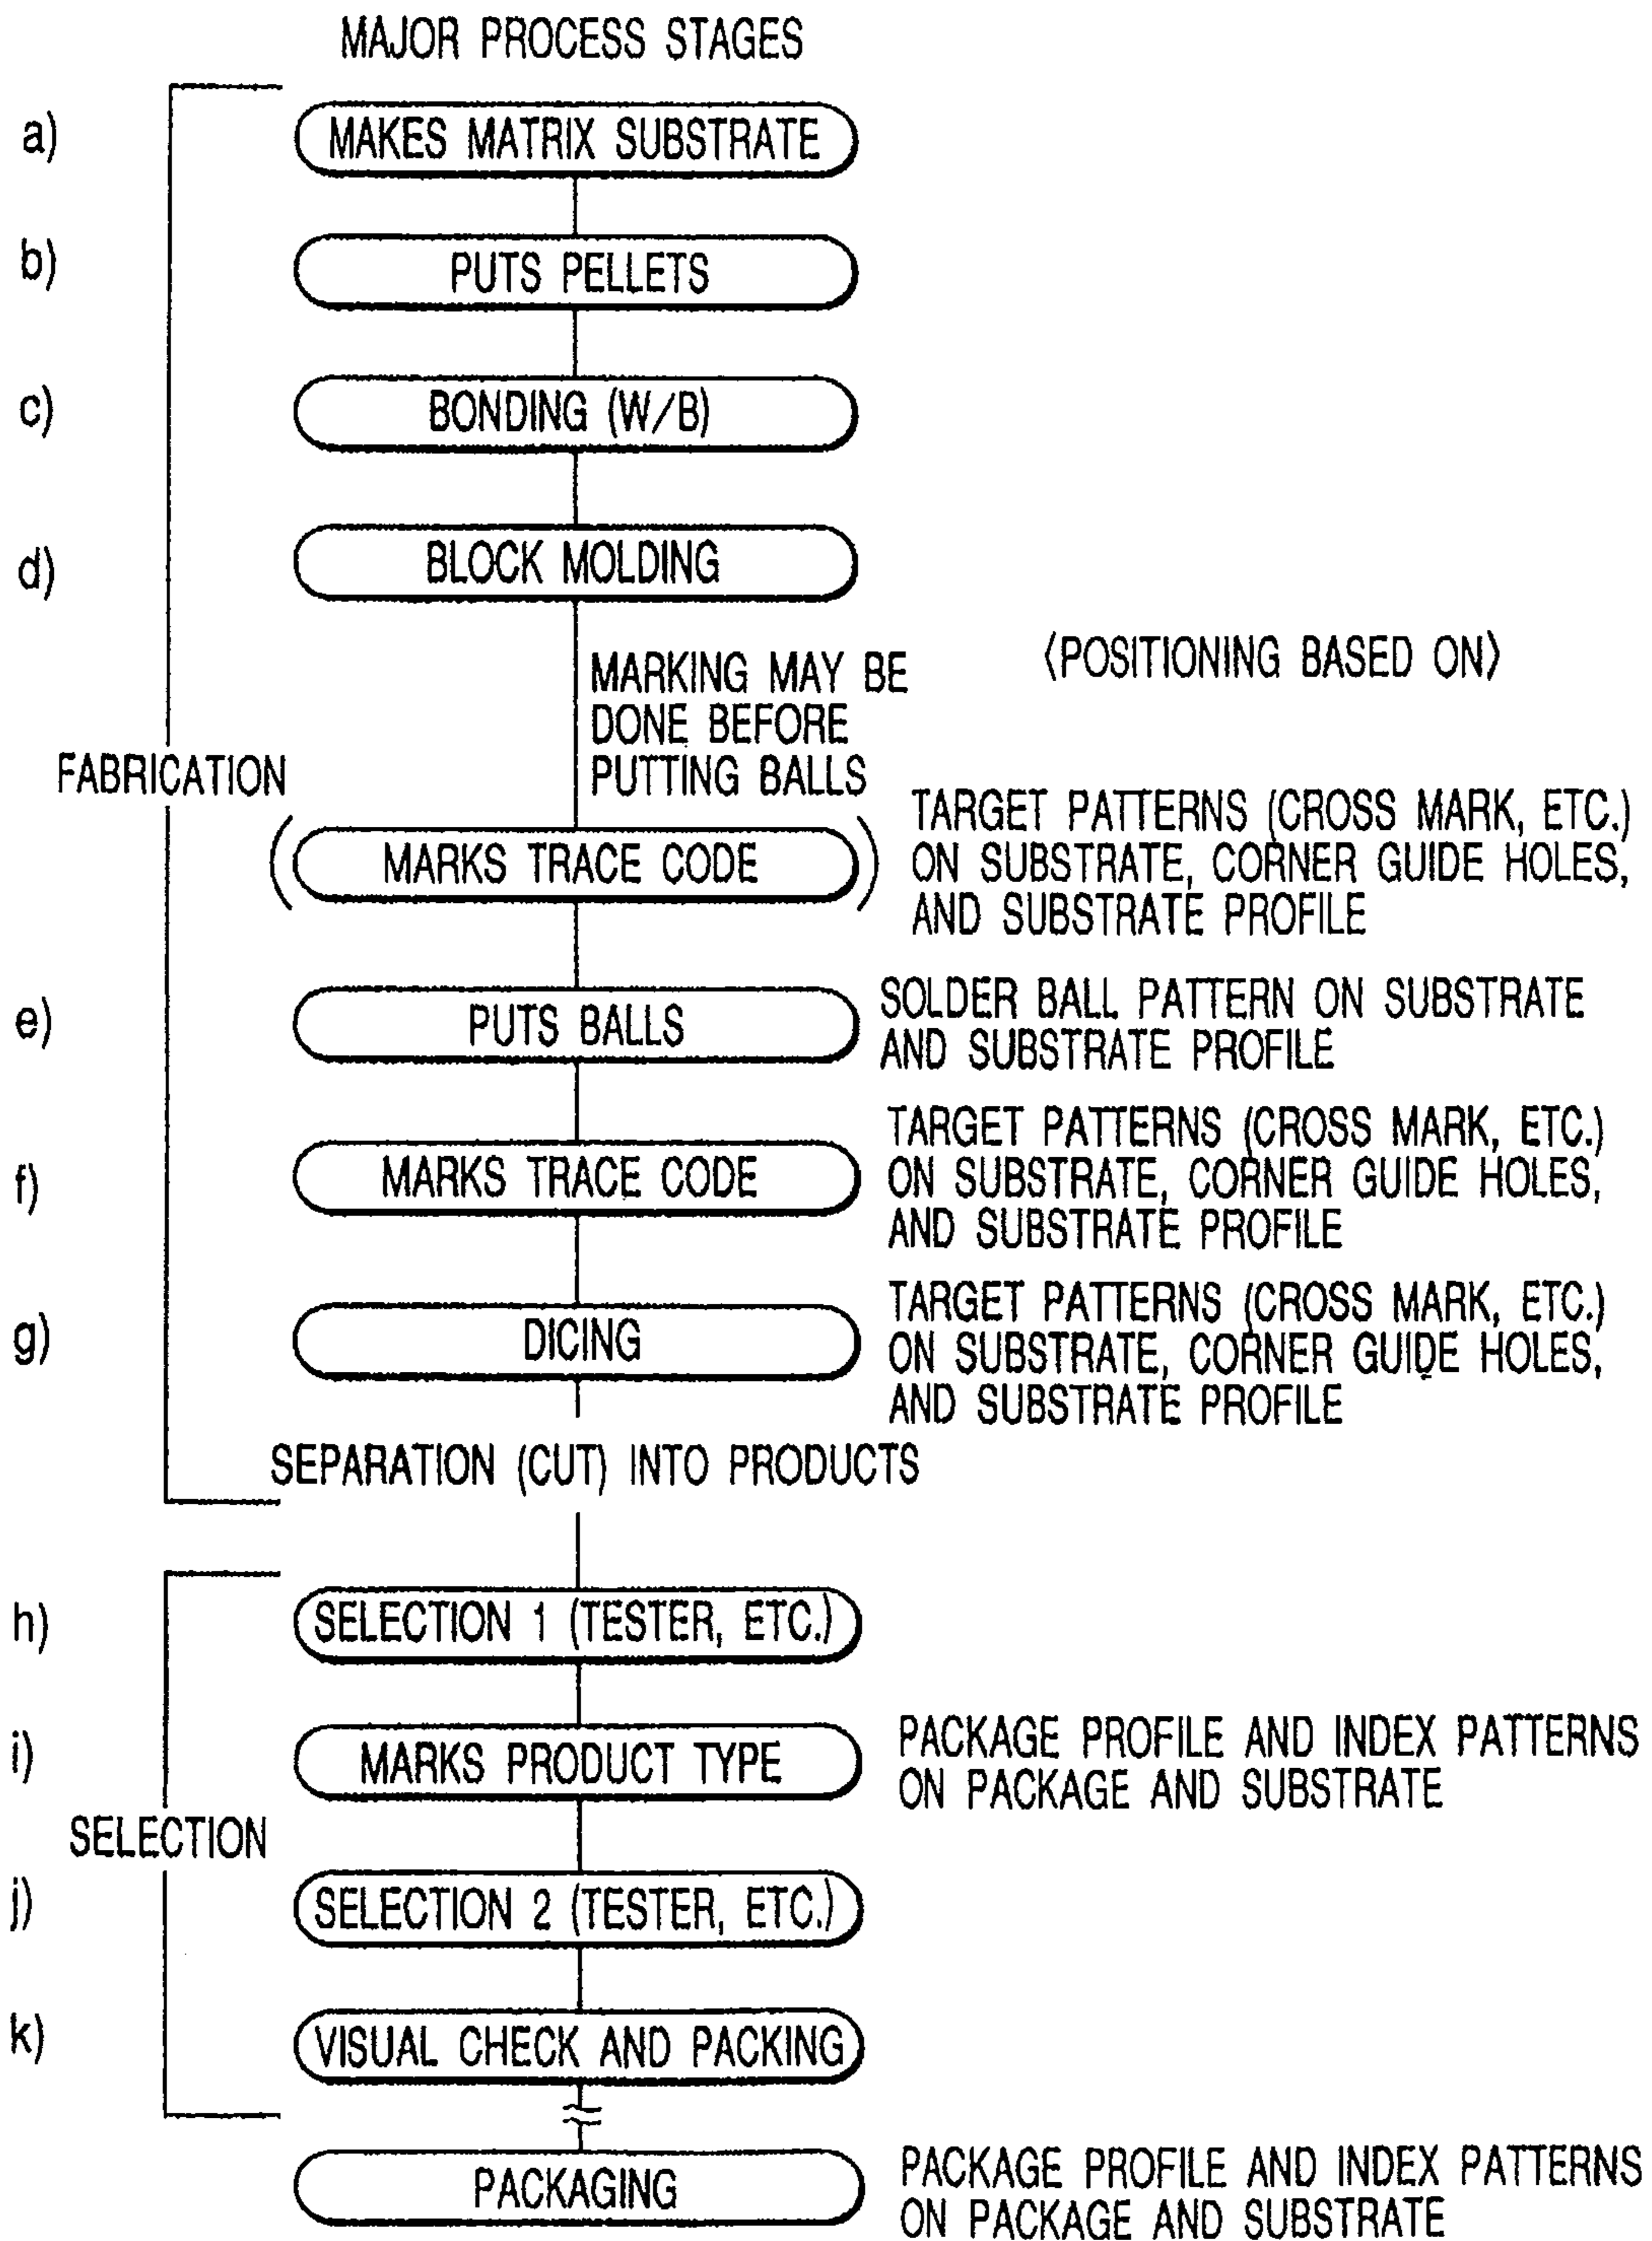 MAJOR PROCESS STAGES
a)
MAKES MATRIX SUBSTRATE
b)
PUTS PELLETS
c)
BONDING (W/B)
d)
BLOCK MOLDING
MARKING MAY BE
DONE BEFORE
PUTTING BALLS
⟨POSITIONING BASED ON⟩
FABRICATION
(MARKS TRACE CODE)
TARGET PATTERNS (CROSS MARK, ETC.)
ON SUBSTRATE, CORNER GUIDE HOLES,
AND SUBSTRATE PROFILE
e)
PUTS BALLS
SOLDER BALL PATTERN ON SUBSTRATE
AND SUBSTRATE PROFILE
f)
MARKS TRACE CODE
TARGET PATTERNS (CROSS MARK, ETC.)
ON SUBSTRATE, CORNER GUIDE HOLES,
AND SUBSTRATE PROFILE
g)
DICING
TARGET PATTERNS (CROSS MARK, ETC.)
ON SUBSTRATE, CORNER GUIDE HOLES,
AND SUBSTRATE PROFILE
SEPARATION (CUT) INTO PRODUCTS
h)
SELECTION 1 (TESTER, ETC.)
i)
MARKS PRODUCT TYPE
PACKAGE PROFILE AND INDEX PATTERNS
ON PACKAGE AND SUBSTRATE
SELECTION
j)
SELECTION 2 (TESTER, ETC.)
k)
VISUAL CHECK AND PACKING
PACKAGING
PACKAGE PROFILE AND INDEX PATTERNS
ON PACKAGE AND SUBSTRATE